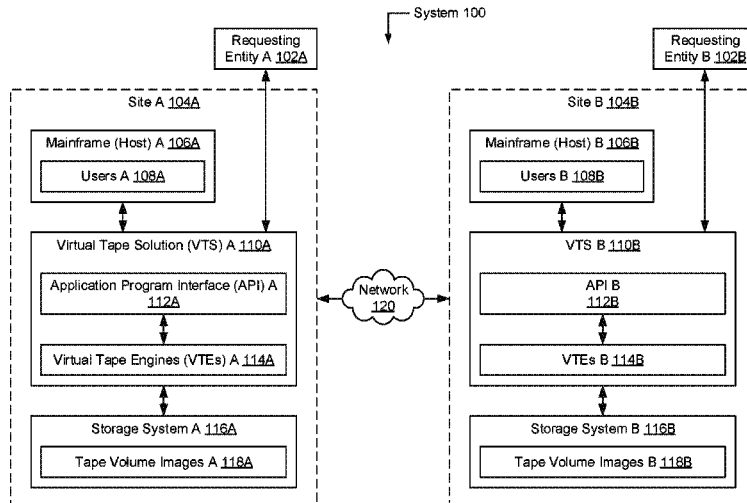 System 100
Requesting
Entity A 102A
Requesting
Entity B 102B
Site A 104A
Mainframe (Host) A 106A
Users A 108A
Virtual Tape Solution (VTS) A 110A
Application Program Interface (API) A
112A
Virtual Tape Engines (VTEs) A 114A
Storage System A 116A
Tape Volume Images A 118A
Network
120
Site B 104B
Mainframe (Host) B 106B
Users B 108B
VTS B 110B
API B
112B
VTEs B 114B
Storage System B 116B
Tape Volume Images B 118B